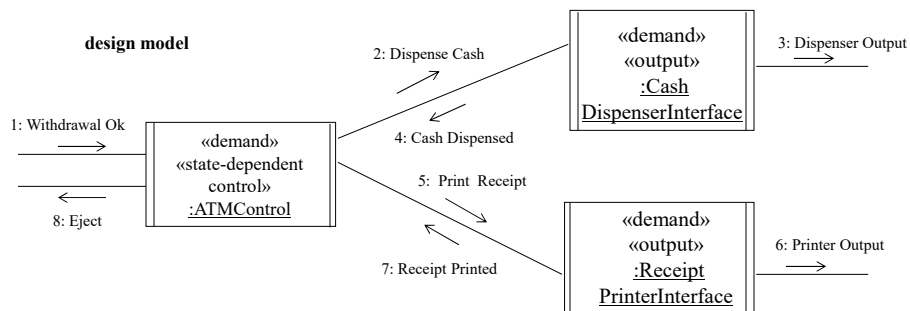 design model
«demand»
«output»
:Cash
DispenserInterface
3: Dispenser Output
2: Dispense Cash
4: Cash Dispensed
1: Withdrawal Ok
«demand»
«state-dependent
control»
:ATMControl
8: Eject
5: Print Receipt
7: Receipt Printed
«demand»
«output»
:Receipt
PrinterInterface
6: Printer Output